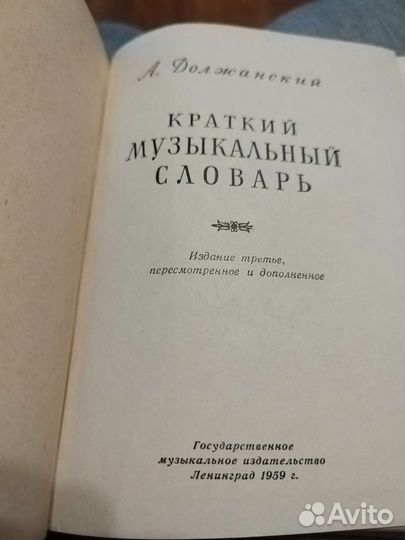 А. Должанский
КРАТКИЙ
МУЗЫКАЛЬНЫЙ
СЛОВАРЬ
Издание третье,
пересмотренное и дополненное
Государственное
музыкальное издательство
Ленинград 1959 г.
Avito